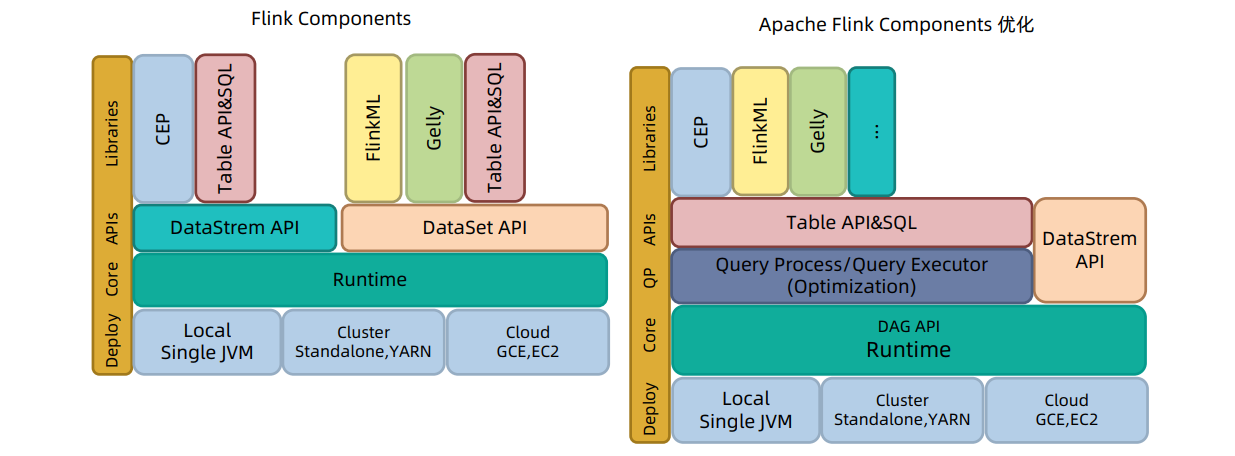 Flink Components
Libraries
CEP
Table API&SQL
FlinkML
Gelly
Table API&SQL
APIs
DataStrem API
DataSet API
Core
Runtime
Deploy
Local
Single JVM
Cluster
Standalone,YARN
Cloud
GCE,EC2
Apache Flink Components 优化
Libraries
CEP
FlinkML
Gelly
...
APIs
Table API&SQL
DataStrem
API
QP
Query Process/Query Executor
(Optimization)
Core
DAG API
Runtime
Deploy
Local
Single JVM
Cluster
Standalone,YARN
Cloud
GCE,EC2